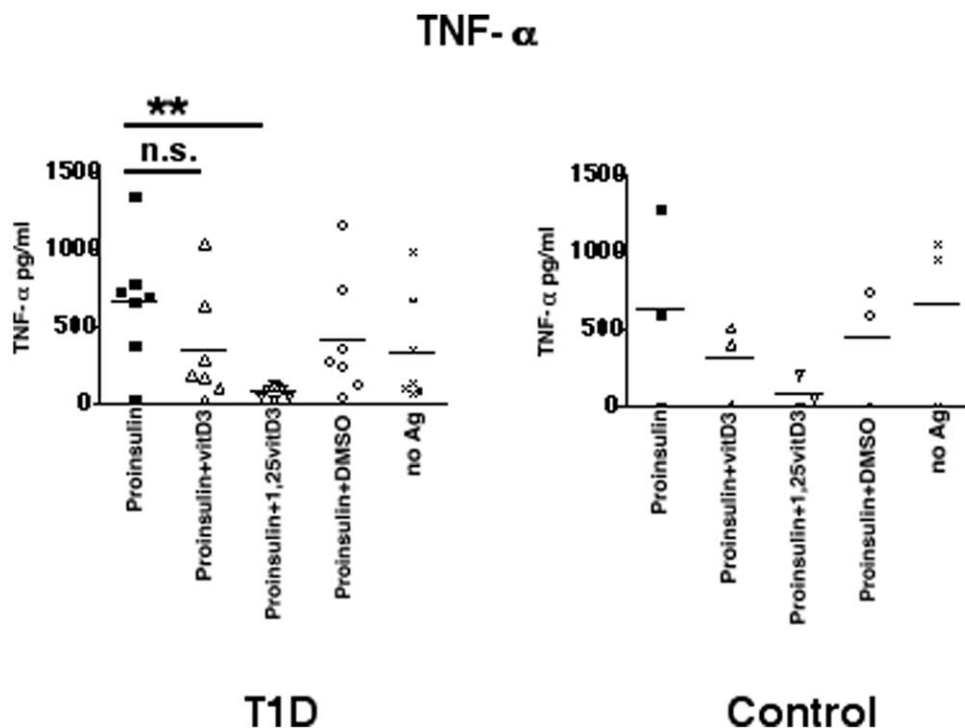 TNF- α
**
n.s.
TNF-α pg/ml
1500
1000
500
0
Proinsulin
Proinsulin+vitD3
Proinsulin+1,25vitD3
Proinsulin+DMSO
no Ag
T1D
TNF-α pg/ml
1500
1000
500
0
Proinsulin
Proinsulin+vitD3
Proinsulin+1,25vitD3
Proinsulin+DMSO
no Ag
Control